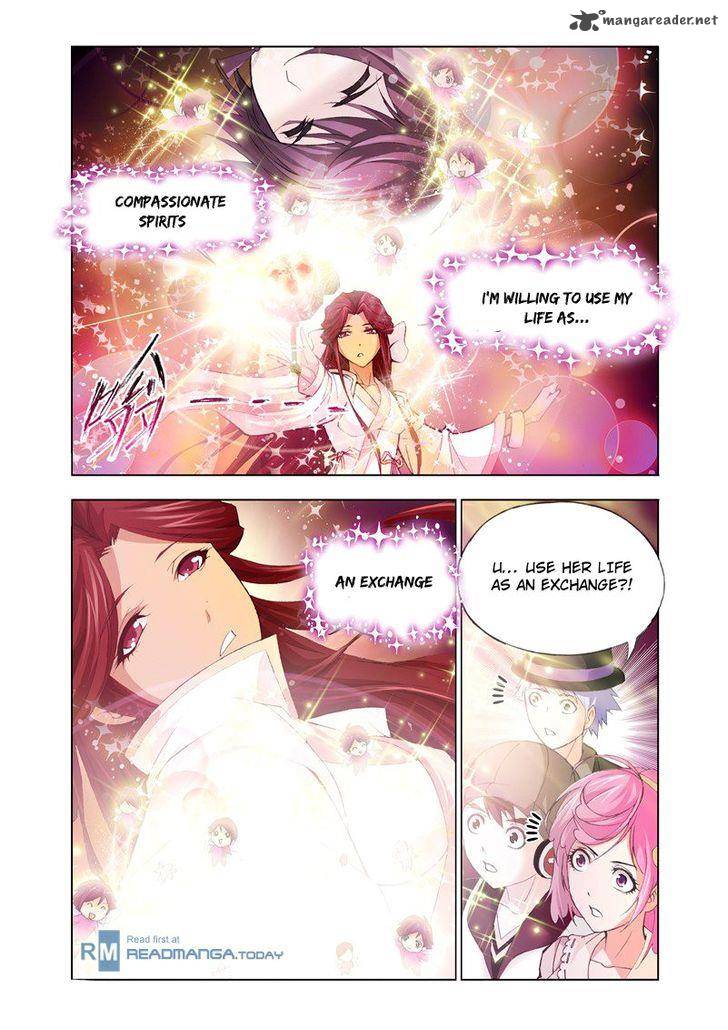 mangareader.net
COMPASSIONATE
SPIRITS
I'M WILLING TO USE MY
LIFE AS...
AN EXCHANGE
U... USE HER LIFE
AS AN EXCHANGE?!
RM
Read first at
READMANGA.TODAY